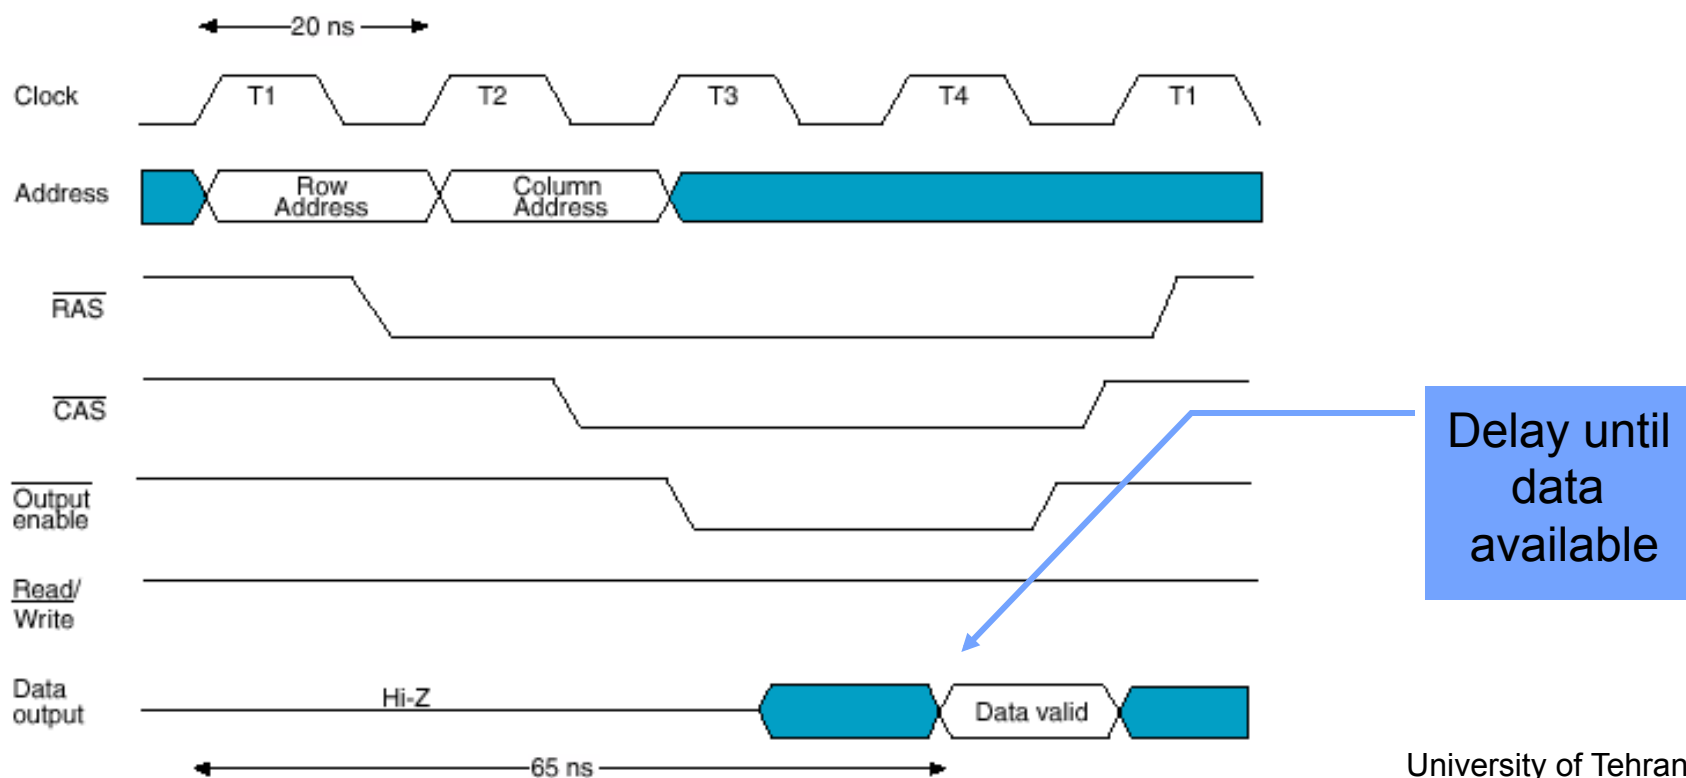 20 ns
Clock
T1
T2
T3
T4
T1
Address
Row
Address
Column
Address
RAS
CAS
Output
enable
Read/
Write
Data
output
Hi-Z
Data valid
65 ns
Delay until
data
available
University of Tehran